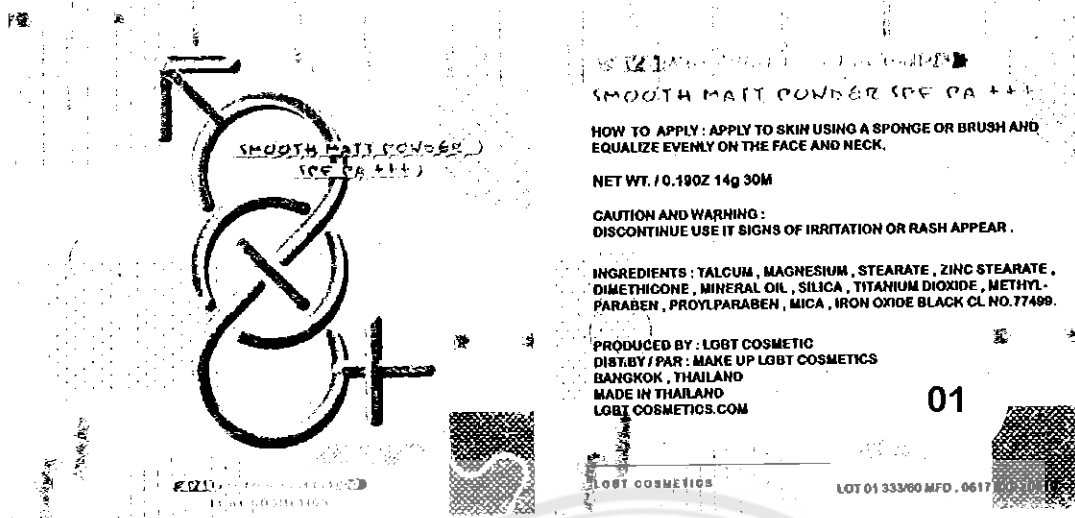 SMOOTH MATT POWDER
SPF PA +++
SMOOTH MATT POWDER SPF PA +++
HOW TO APPLY : APPLY TO SKIN USING A SPONGE OR BRUSH AND
EQUALIZE EVENLY ON THE FACE AND NECK.
NET WT. / 0.190Z 14g 30M
CAUTION AND WARNING :
DISCONTINUE USE IT SIGNS OF IRRITATION OR RASH APPEAR .
INGREDIENTS : TALCUM , MAGNESIUM , STEARATE , ZINC STEARATE ,
DIMETHICONE , MINERAL OIL , SILICA , TITANIUM DIOXIDE , METHYL-
PARABEN , PROYLPARABEN , MICA , IRON OXIDE BLACK CL NO.77499.
PRODUCED BY : LGBT COSMETIC
DIST.BY / PAR : MAKE UP LGBT COSMETICS
BANGKOK , THAILAND
MADE IN THAILAND
LGBT COSMETICS.COM
01
LGBT COSMETICS
LOT 01 333/60 MFD . 0617